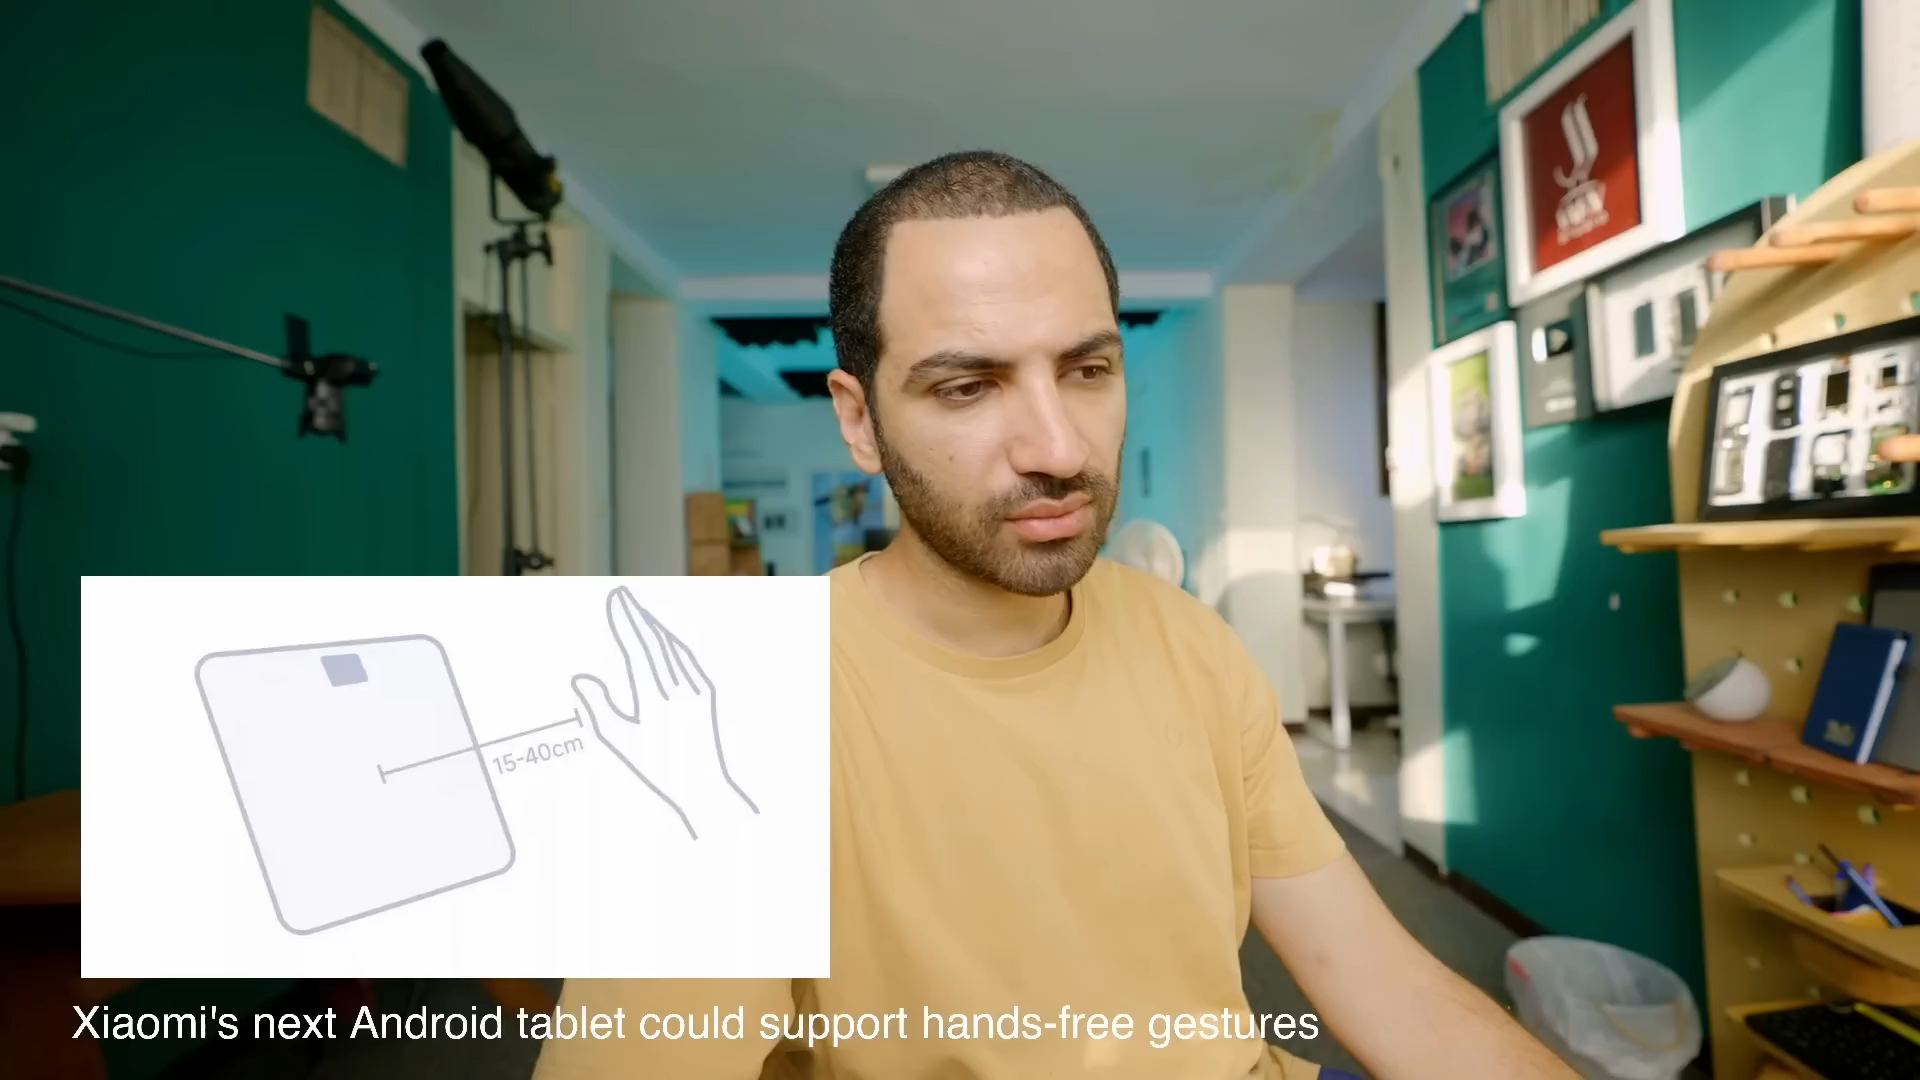 15-40cm
Xiaomi's next Android tablet could support hands-free gestures